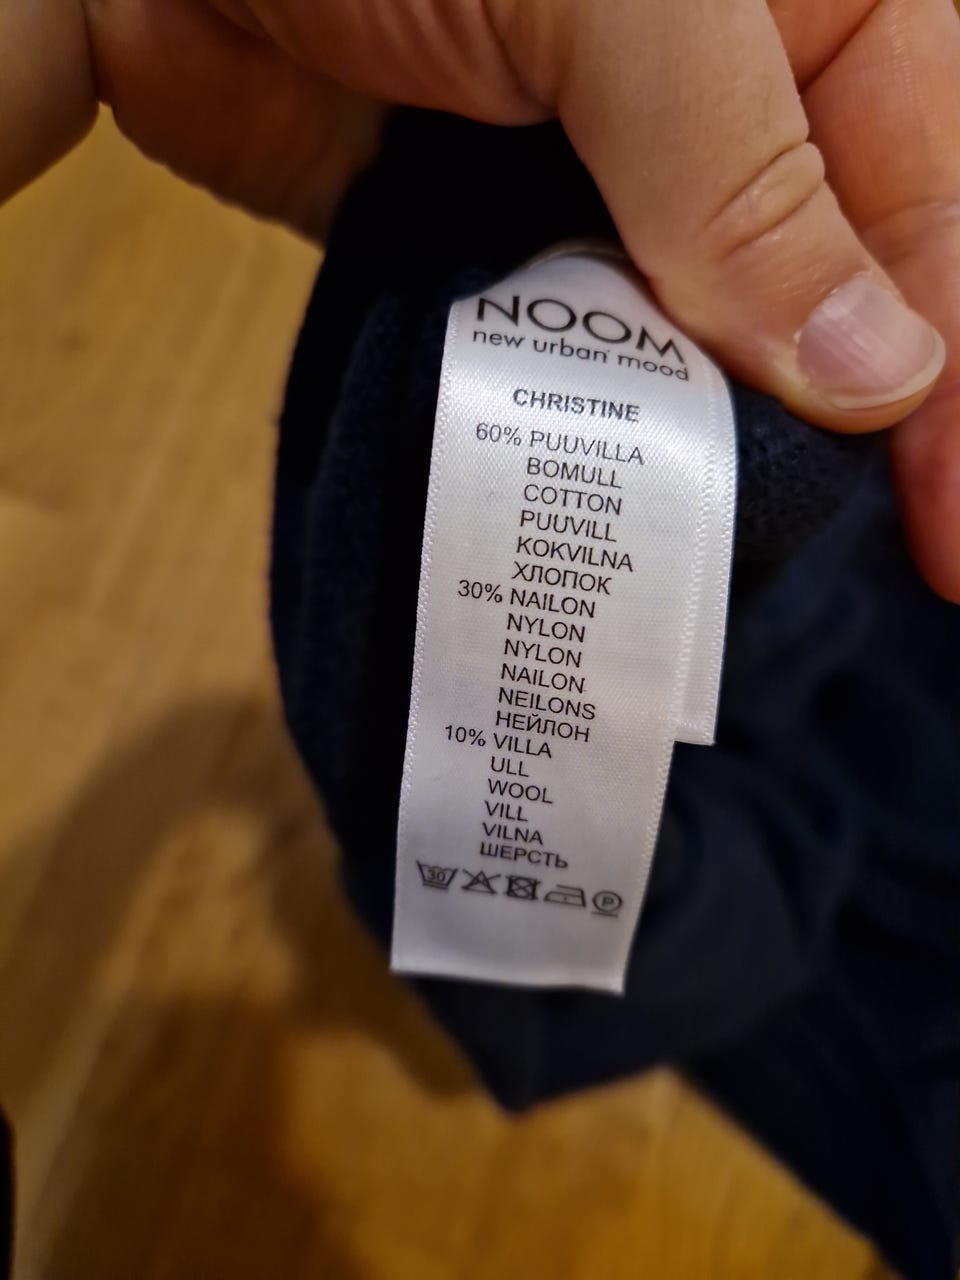 NOOM
new urban mood
CHRISTINE
60% PUUVILLA
BOMULL
COTTON
PUUVILL
KOKVILNA
ХЛОПОК
30% NAILON
NYLON
NYLON
NAILON
NEILONS
НЕЙЛОН
10% VILLA
ULL
WOOL
VILL
VILNA
ШЕРСТЬ
30 P